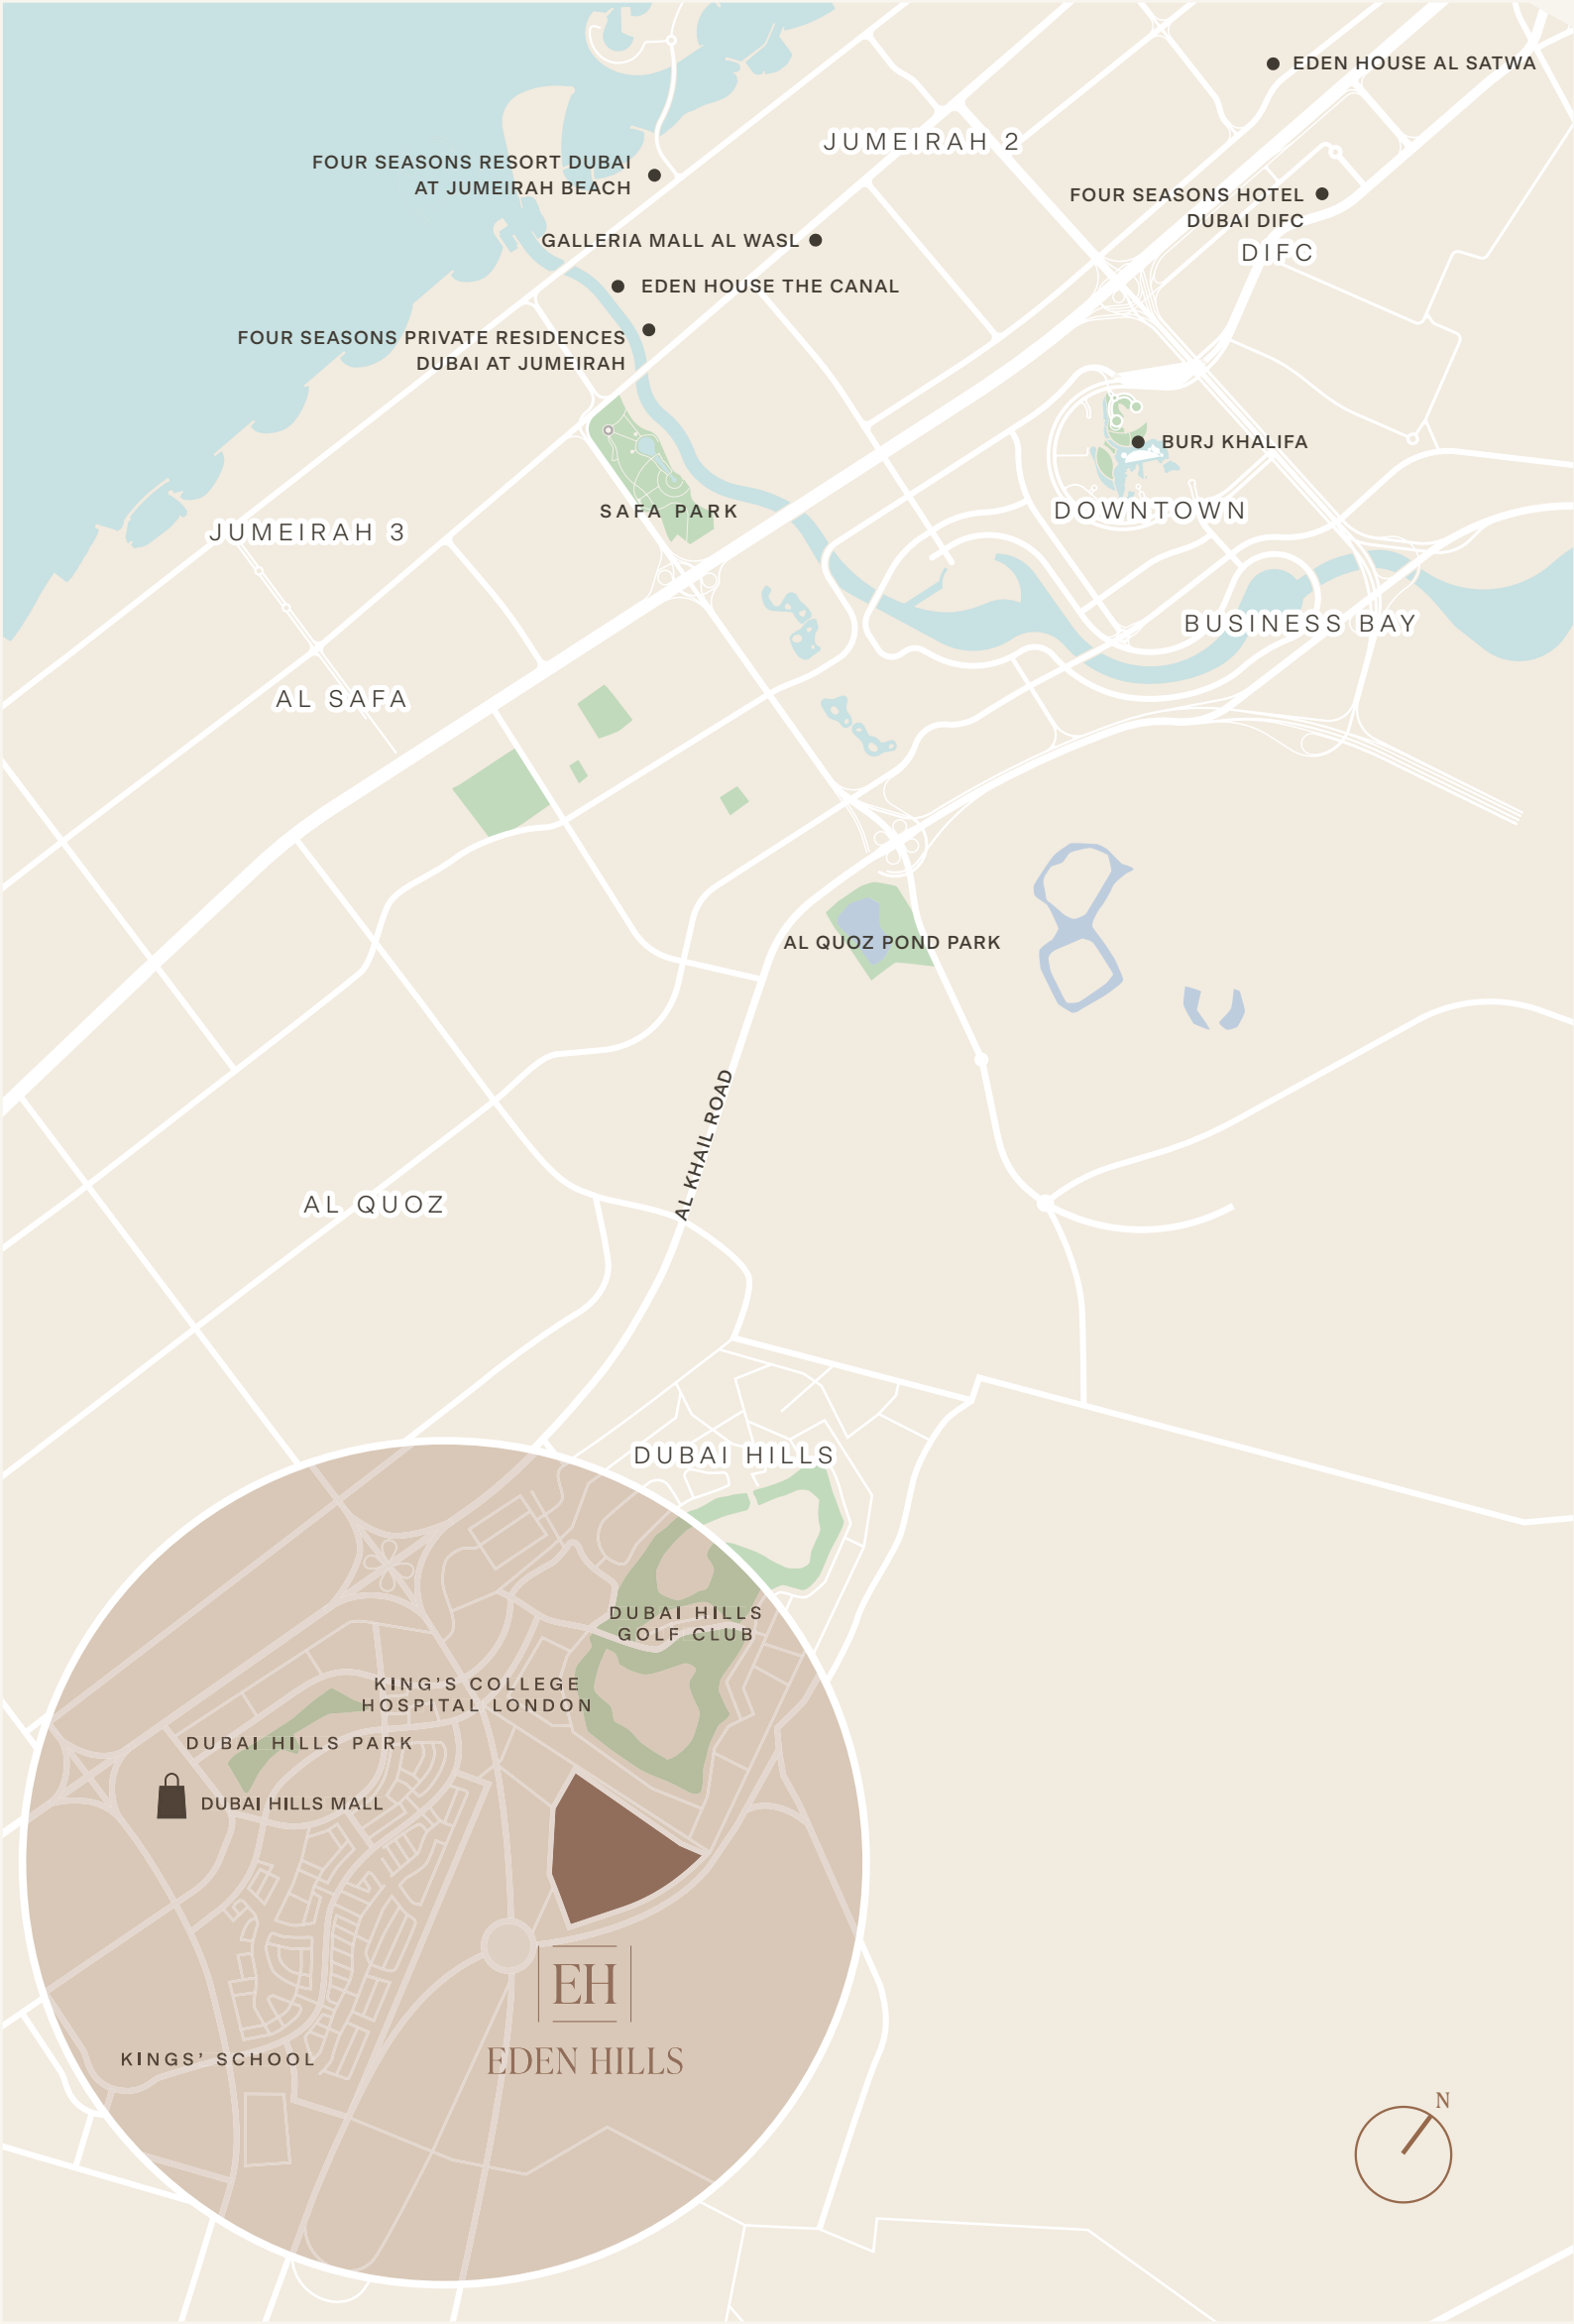 EDEN HOUSE AL SATWA
JUMEIRAH 2
FOUR SEASONS RESORT DUBAI
AT JUMEIRAH BEACH
FOUR SEASONS HOTEL
DUBAI DIFC
DIFC
GALLERIA MALL AL WASL
EDEN HOUSE THE CANAL
FOUR SEASONS PRIVATE RESIDENCES
DUBAI AT JUMEIRAH
BURJ KHALIFA
DOWNTOWN
SAFA PARK
JUMEIRAH 3
BUSINESS BAY
AL SAFA
AL QUOZ POND PARK
AL KHAIL ROAD
AL QUOZ
DUBAI HILLS
DUBAI HILLS
GOLF CLUB
KING'S COLLEGE
HOSPITAL LONDON
DUBAI HILLS PARK
DUBAI HILLS MALL
EH
EDEN HILLS
KINGS' SCHOOL
N